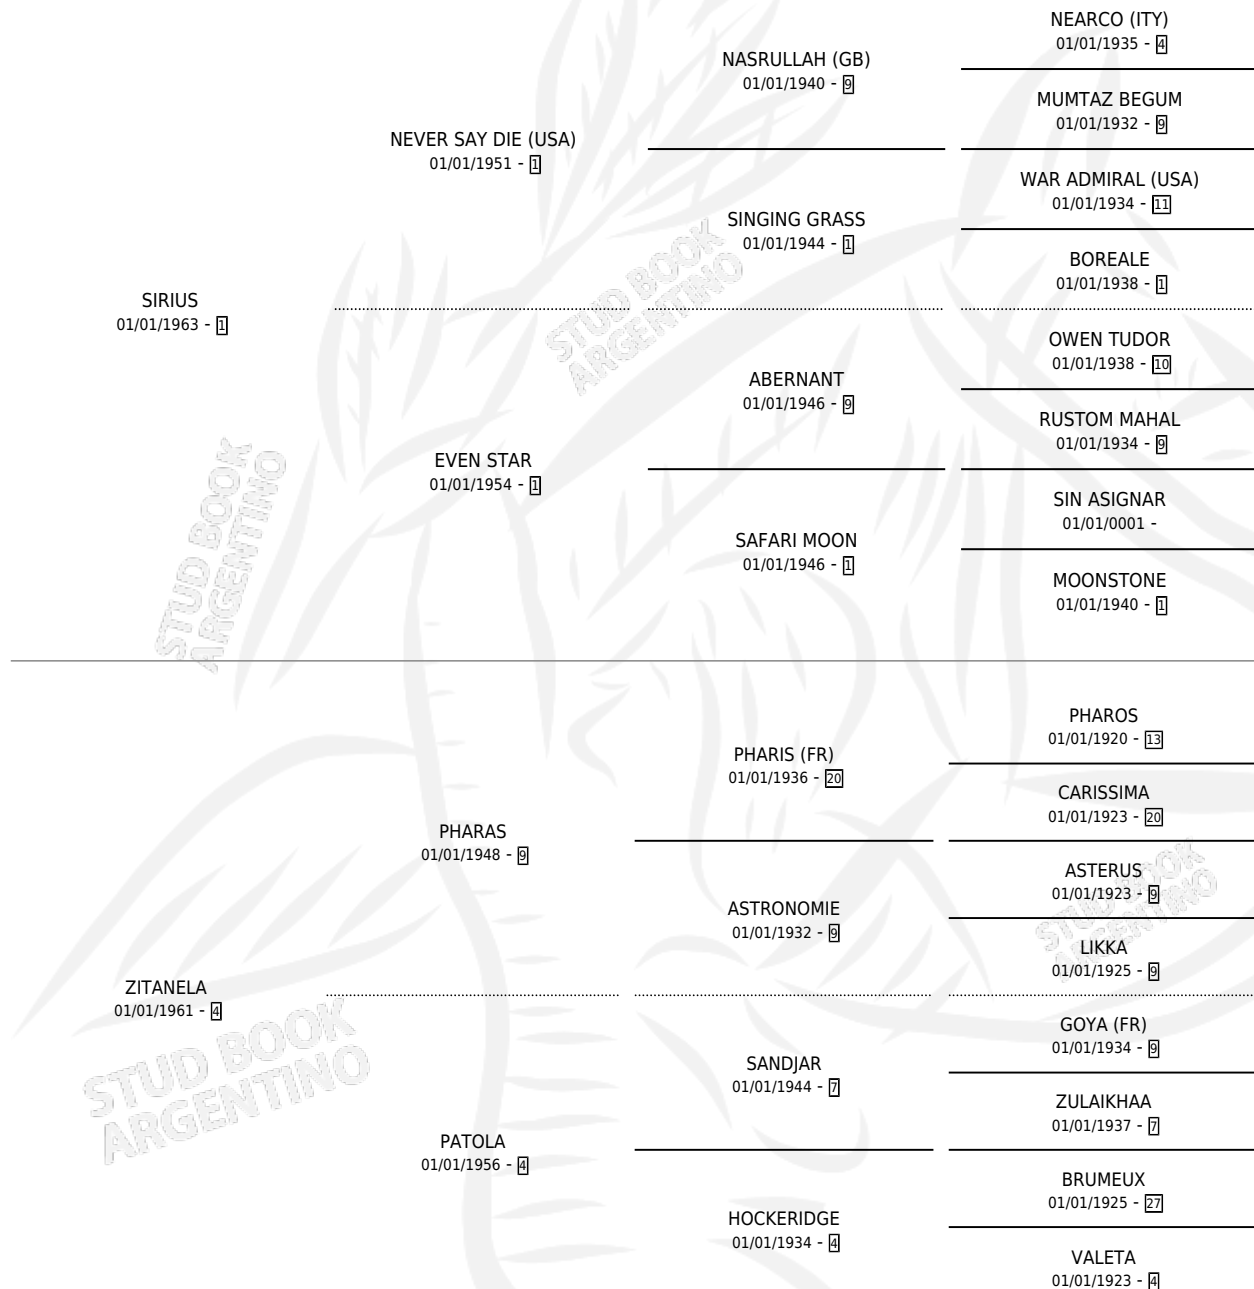 NEARCO (ITY)
01/01/1935 - 4
NASRULLAH (GB)
01/01/1940 - 9
MUMTAZ BEGUM
01/01/1932 - 9
NEVER SAY DIE (USA)
01/01/1951 - 1
WAR ADMIRAL (USA)
01/01/1934 - 11
SINGING GRASS
01/01/1944 - 1
BOREALE
01/01/1938 - 1
SIRIUS
01/01/1963 - 1
OWEN TUDOR
01/01/1938 - 10
ABERNANT
01/01/1946 - 9
RUSTOM MAHAL
01/01/1934 - 9
EVEN STAR
01/01/1954 - 1
SIN ASIGNAR
01/01/0001 -
SAFARI MOON
01/01/1946 - 1
MOONSTONE
01/01/1940 - 1
STUD BOOK
ARGENTINO
STUD BOOK
ARGENTINO
PHAROS
01/01/1920 - 13
PHARIS (FR)
01/01/1936 - 20
CARISSIMA
01/01/1923 - 20
PHARAS
01/01/1948 - 9
ASTERUS
01/01/1923 - 9
ASTRONOMIE
01/01/1932 - 9
LIKKA
01/01/1925 - 9
ZITANELA
01/01/1961 - 4
GOYA (FR)
01/01/1934 - 9
SANDJAR
01/01/1944 - 7
ZULAIKHAA
01/01/1937 - 7
PATOLA
01/01/1956 - 4
BRUMEUX
01/01/1925 - 27
HOCKERIDGE
01/01/1934 - 4
VALETA
01/01/1923 - 4
STUD BOOK
ARGENTINO
STUD BOOK
ARGENTINO